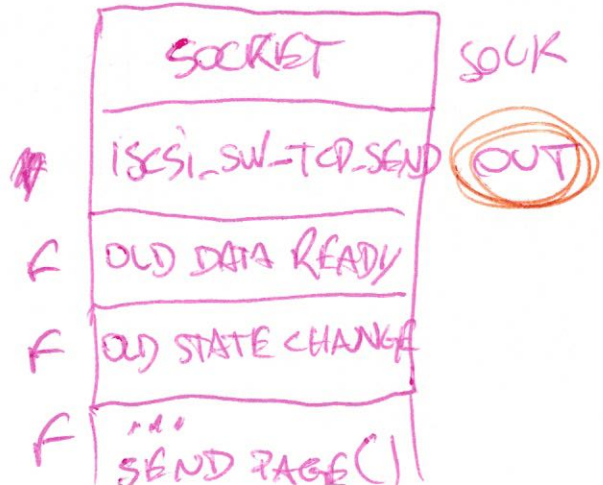 SOCKET SOCK
iSCSI_SW_TCP_SEND OUT
F OLD DATA READY
F OLD STATE CHANGE
F ...
SEND PAGE()